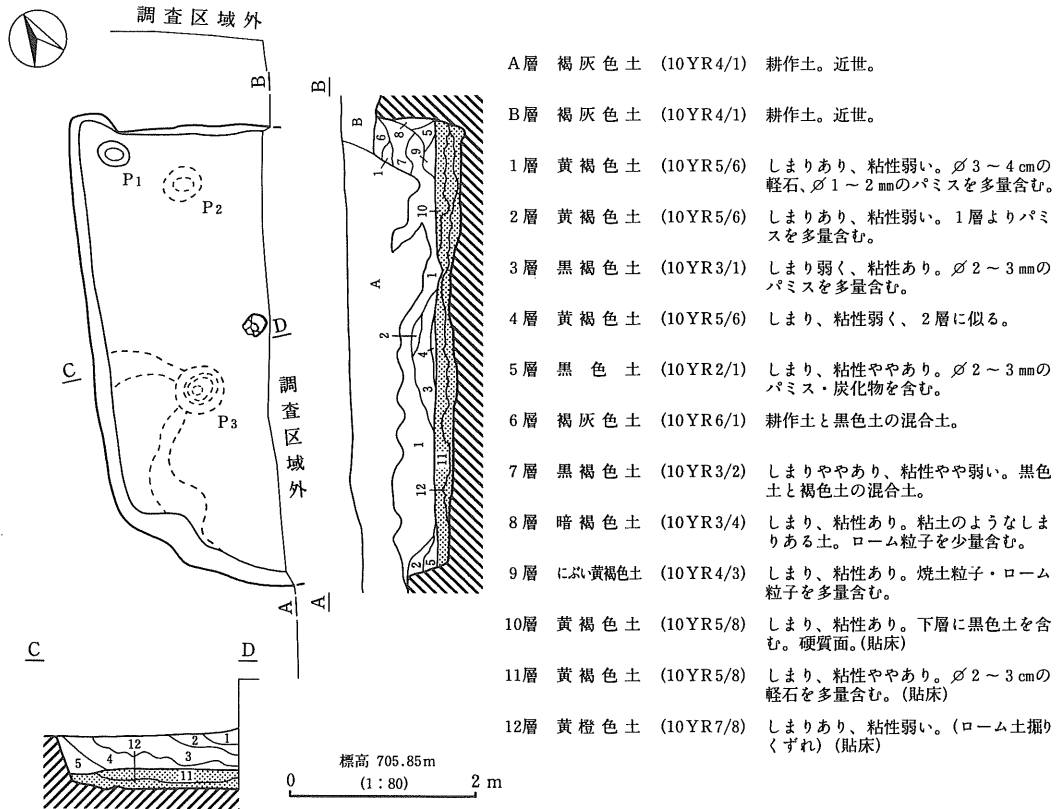 調査区域外
B
B
P1
P2
D
C
P3
調査区域外
A
A
B
6
8
5
7
9
1
10
A
1
2
4
3
1
11
12
2
5
C
D
12
2
1
5
4
3
11
標高 705.85m
(1:80)
0
2 m
A層 褐灰色土 (10YR4/1) 耕作土。近世。
B層 褐灰色土 (10YR4/1) 耕作土。近世。
1層 黄褐色土 (10YR5/6) しまりあり、粘性弱い。∅3~4㎝の
軽石、∅1~2㎜のパミスを多量含む。
2層 黄褐色土 (10YR5/6) しまりあり、粘性弱い。1層よりパミ
スを多量含む。
3層 黒褐色土 (10YR3/1) しまり弱く、粘性あり。∅2~3㎜の
パミスを多量含む。
4層 黄褐色土 (10YR5/6) しまり、粘性弱く、2層に似る。
5層 黒色土 (10YR2/1) しまり、粘性ややあり。∅2~3㎜の
パミス・炭化物を含む。
6層 褐灰色土 (10YR6/1) 耕作土と黒色土の混合土。
7層 黒褐色土 (10YR3/2) しまりややあり、粘性やや弱い。黒色
土と褐色土の混合土。
8層 暗褐色土 (10YR3/4) しまり、粘性あり。粘土のようなしま
りある土。ローム粒子を少量含む。
9層 にぶい黄褐色土 (10YR4/3) しまり、粘性あり。焼土粒子・ローム
粒子を多量含む。
10層 黄褐色土 (10YR5/8) しまり、粘性あり。下層に黒色土を含
む。硬質面。(貼床)
11層 黄褐色土 (10YR5/8) しまり、粘性ややあり。∅2~3㎝の
軽石を多量含む。(貼床)
12層 黄橙色土 (10YR7/8) しまりあり、粘性弱い。(ローム土掘り
くずれ) (貼床)